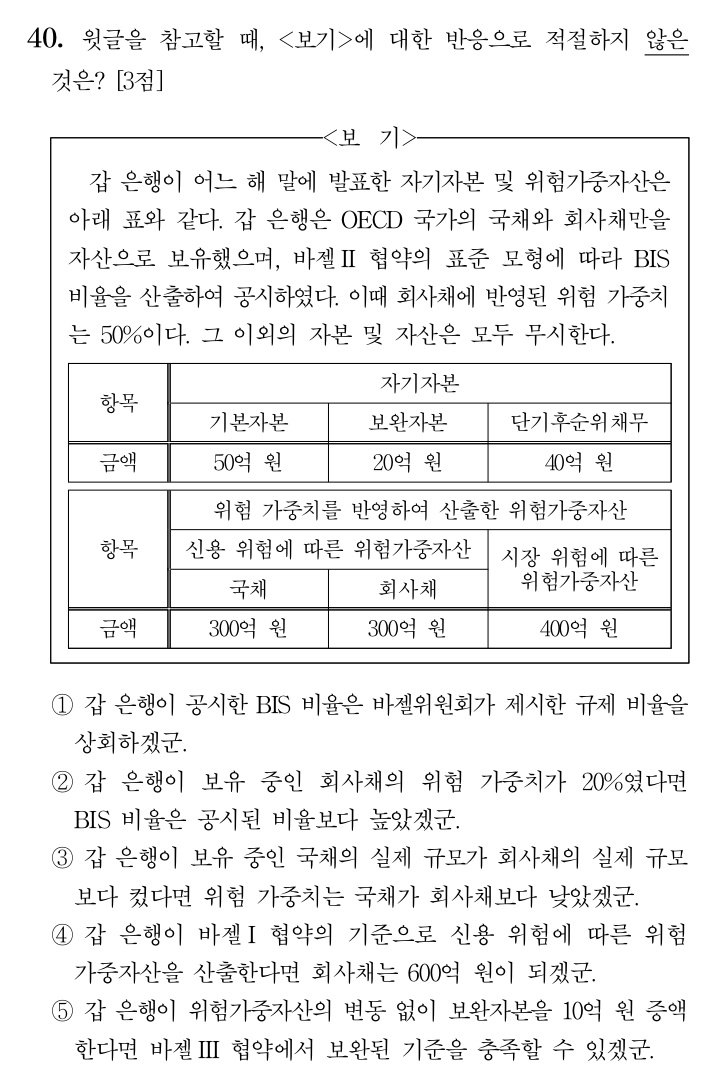 40. 윗글을 참고할 때, <보기>에 대한 반응으로 적절하지 않은
것은? [3점]
<보 기>
갑 은행이 어느 해 말에 발표한 자기자본 및 위험가중자산은
아래 표와 같다. 갑 은행은 OECD 국가의 국채와 회사채만을
자산으로 보유했으며, 바젤Ⅱ 협약의 표준 모형에 따라 BIS
비율을 산출하여 공시하였다. 이때 회사채에 반영된 위험 가중치
는 50%이다. 그 이외의 자본 및 자산은 모두 무시한다.
항목
자기자본
기본자본 보완자본 단기후순위채무
금액 50억 원 20억 원 40억 원
항목
위험 가중치를 반영하여 산출한 위험가중자산
신용 위험에 따른 위험가중자산
시장 위험에 따른
위험가중자산
국채 회사채
금액 300억 원 300억 원 400억 원
① 갑 은행이 공시한 BIS 비율은 바젤위원회가 제시한 규제 비율을
상회하겠군.
② 갑 은행이 보유 중인 회사채의 위험 가중치가 20%였다면
BIS 비율은 공시된 비율보다 높았겠군.
③ 갑 은행이 보유 중인 국채의 실제 규모가 회사채의 실제 규모
보다 컸다면 위험 가중치는 국채가 회사채보다 낮았겠군.
④ 갑 은행이 바젤Ⅰ 협약의 기준으로 신용 위험에 따른 위험
가중자산을 산출한다면 회사채는 600억 원이 되겠군.
⑤ 갑 은행이 위험가중자산의 변동 없이 보완자본을 10억 원 증액
한다면 바젤Ⅲ 협약에서 보완된 기준을 충족할 수 있겠군.